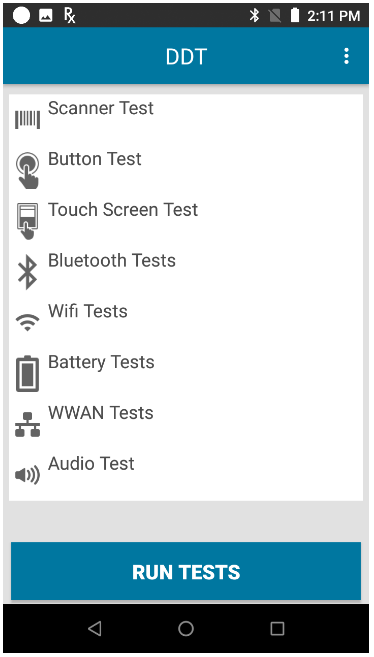 2:11 PM
DDT
Scanner Test
Button Test
Touch Screen Test
Bluetooth Tests
Wifi Tests
Battery Tests
WWAN Tests
Audio Test
RUN TESTS